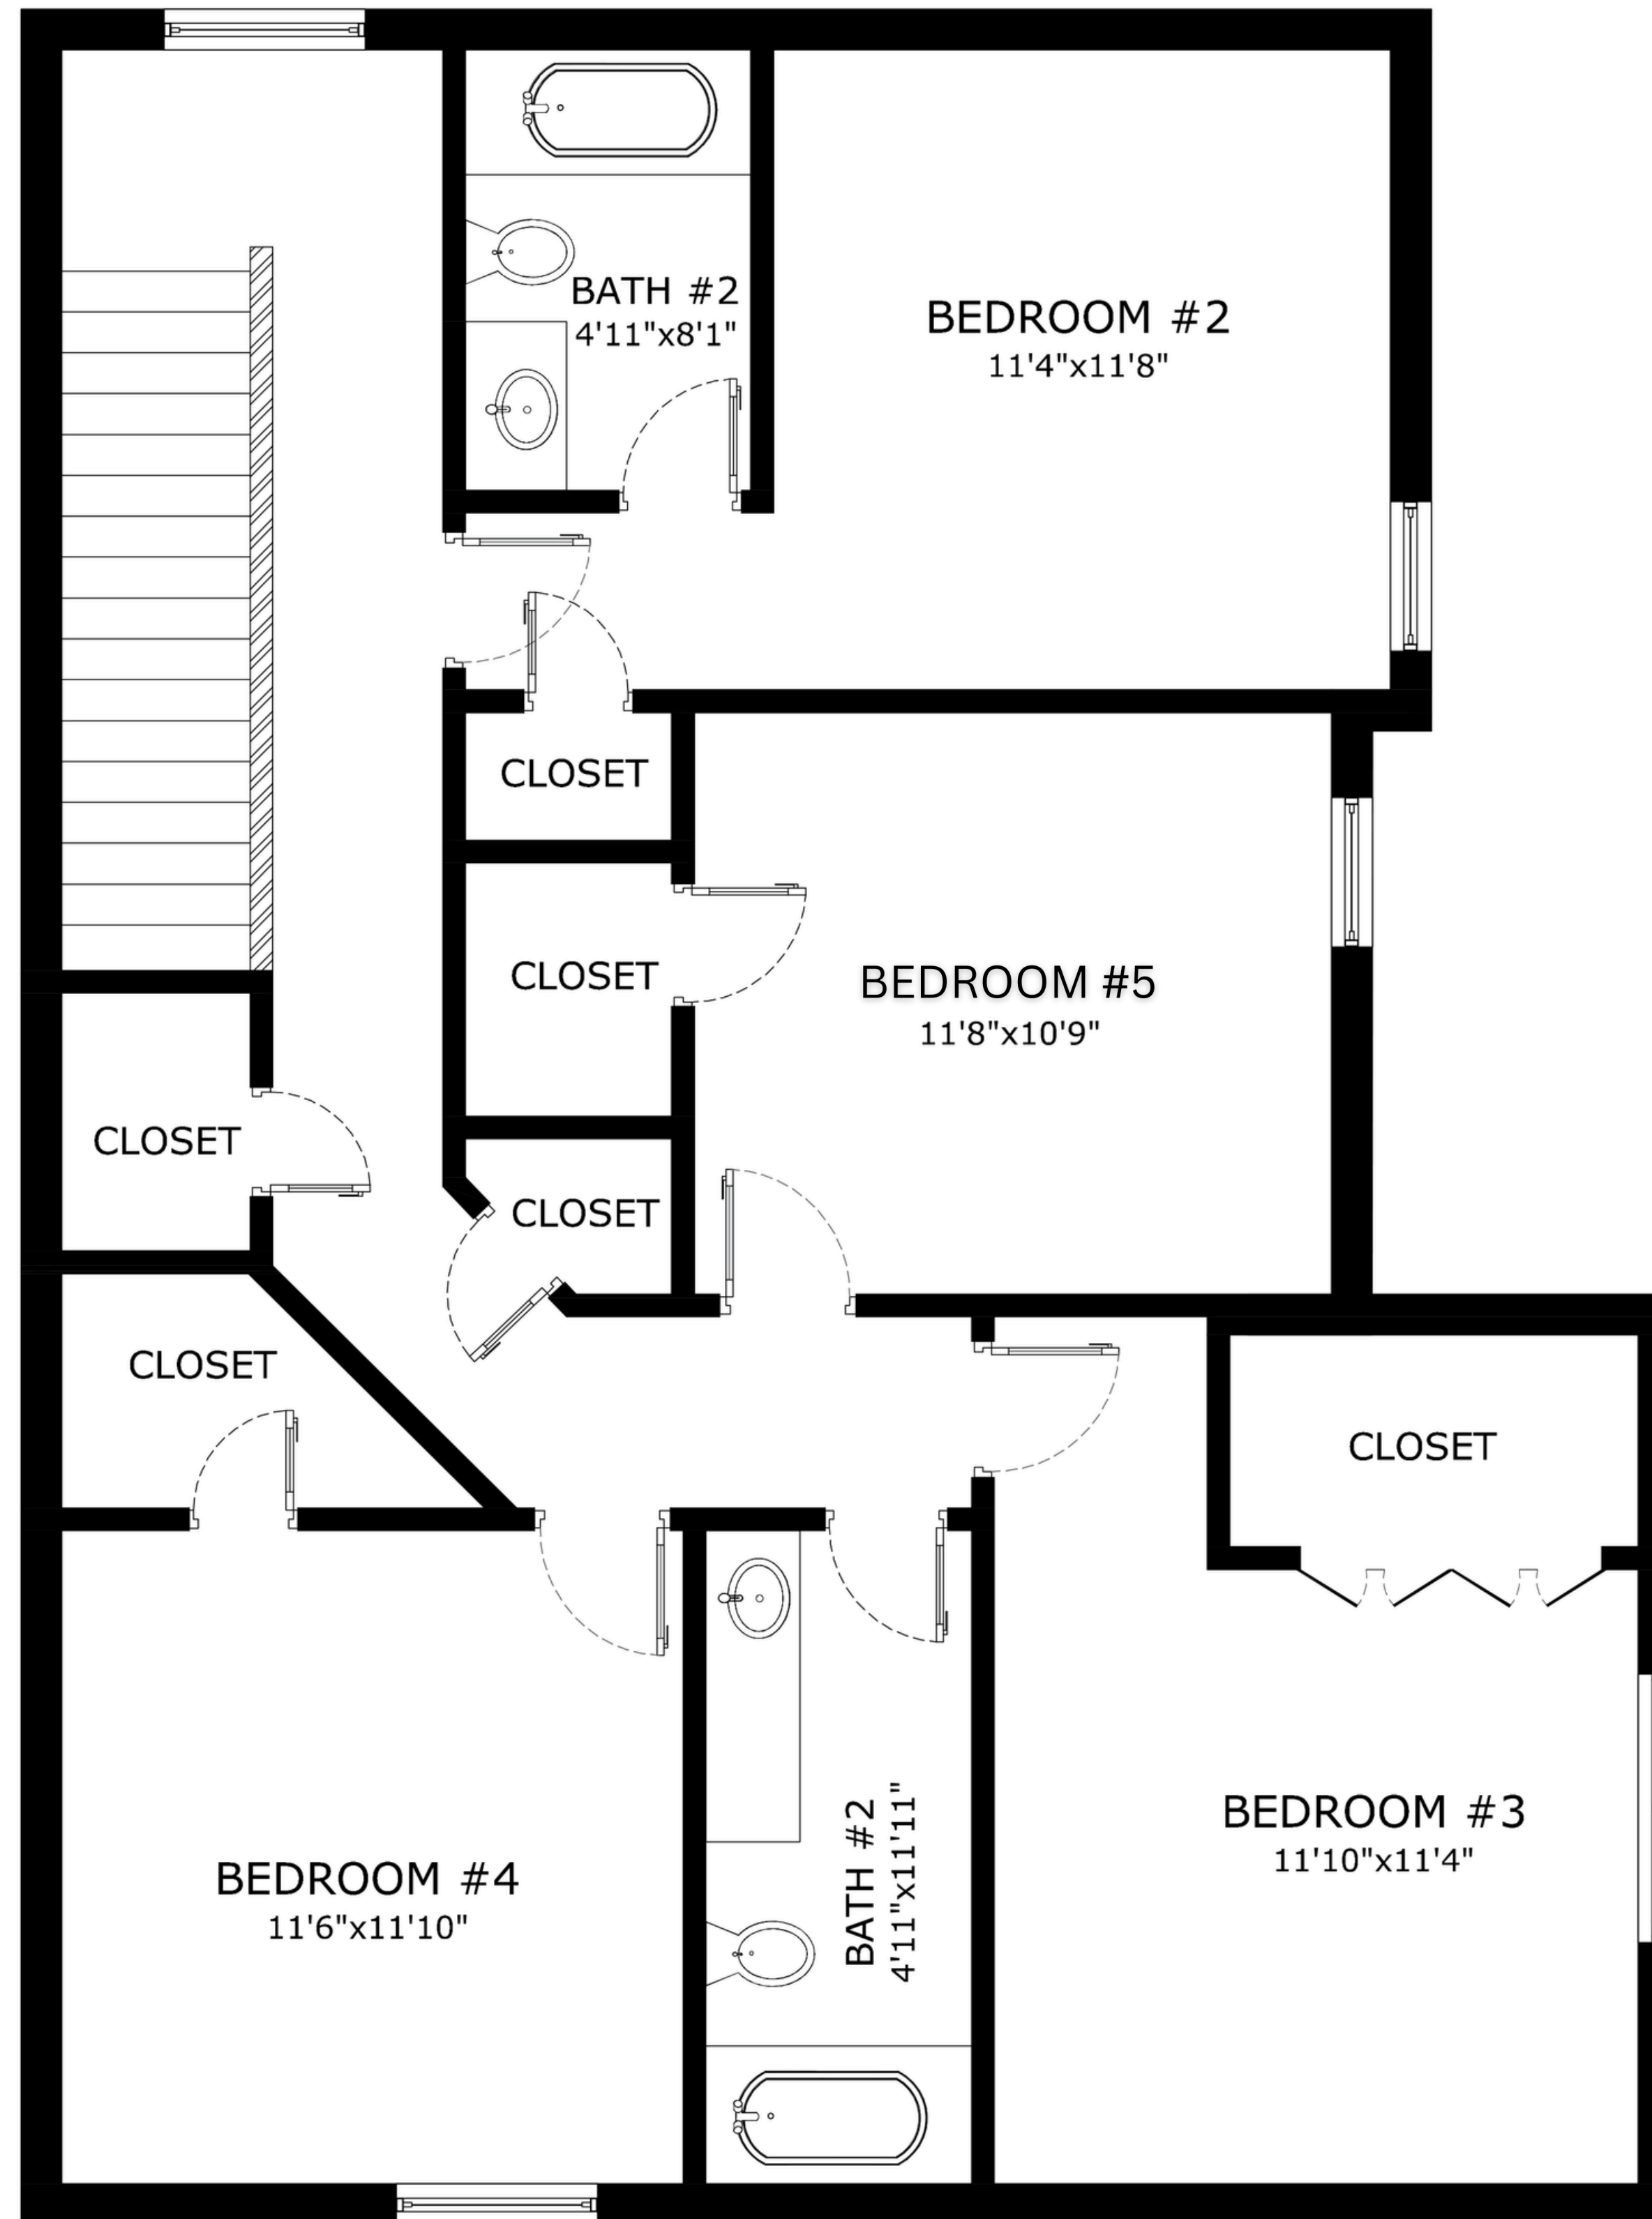 BATH #2
4'11"x8'1"
BEDROOM #2
11'4"x11'8"
CLOSET
CLOSET
BEDROOM #5
11'8"x10'9"
CLOSET
CLOSET
CLOSET
CLOSET
BEDROOM #3
11'10"x11'4"
BEDROOM #4
11'6"x11'10"
BATH #2
4'11"x11'11"